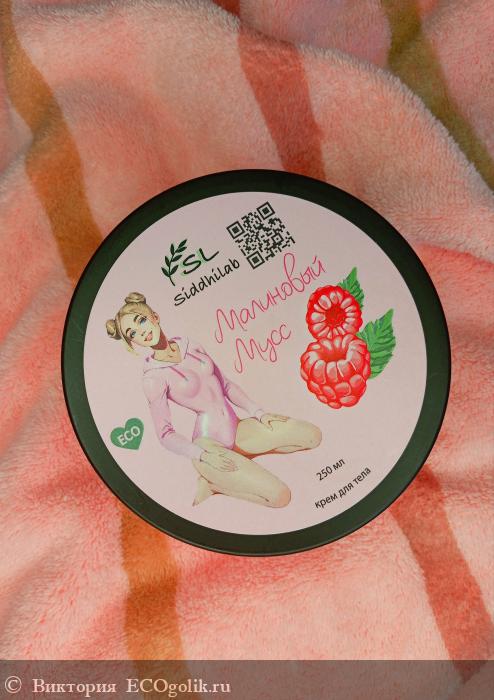 SL
Siddhilab
Малиновый
Мусс
ECO
250 мл
крем для тела
© Виктория ECOgolik.ru